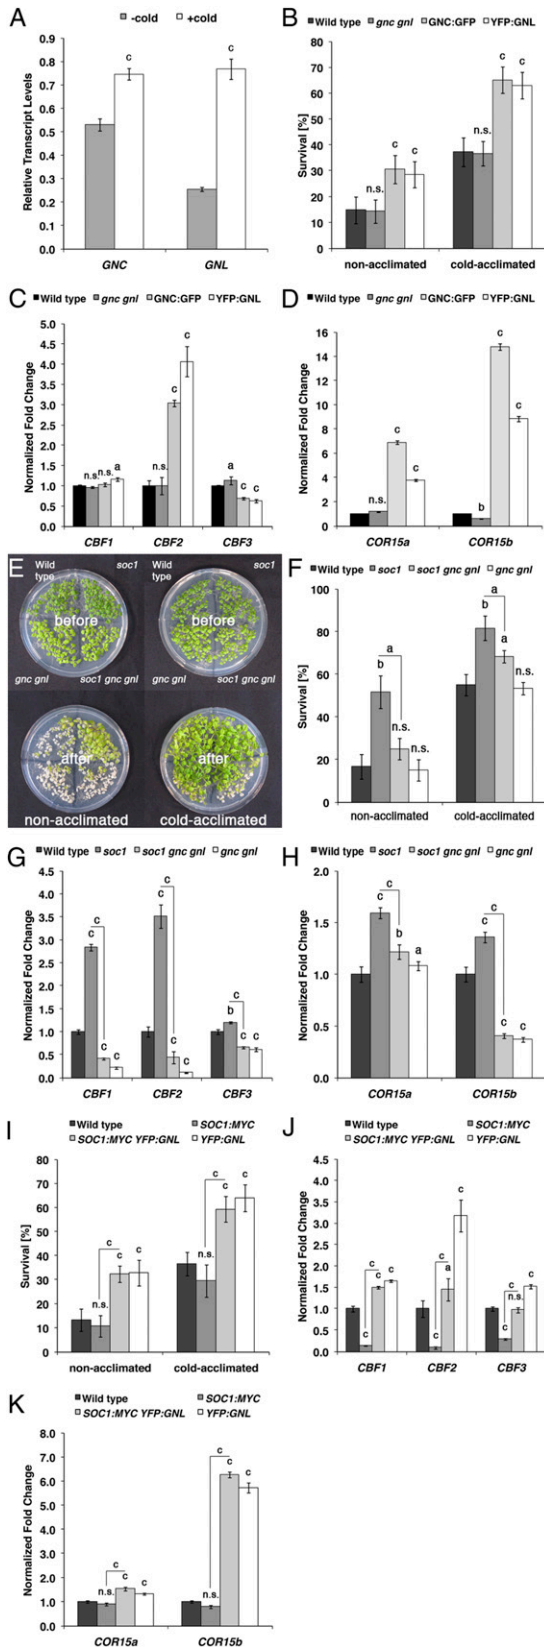 A
-cold +cold
Relative Transcript Levels
0.9
0.8
0.7
0.6
0.5
0.4
0.3
0.2
0.1
0.0
c c
GNC GNL
B
Wild type gnc gnl GNC:GFP YFP:GNL
Survival [%]
80
70
60
50
40
30
20
10
0
n.s. c c n.s. c c
non-acclimated cold-acclimated
C
Wild type gnc gnl GNC:GFP YFP:GNL
Normalized Fold Change
5.0
4.5
4.0
3.5
3.0
2.5
2.0
1.5
1.0
0.5
0.0
n.s. n.s. a n.s. c c a c c
CBF1 CBF2 CBF3
D
Wild type gnc gnl GNC:GFP YFP:GNL
Normalized Fold Change
16
14
12
10
8
6
4
2
0
n.s. c c b c c
COR15a COR15b
E
Wild type soc1 Wild type soc1
before before
gnc gnl soc1 gnc gnl gnc gnl soc1 gnc gnl
after after
non-acclimated cold-acclimated
F
Wild type soc1 soc1 gnc gnl gnc gnl
Survival [%]
100
80
60
40
20
0
b a n.s. n.s. b a a n.s.
non-acclimated cold-acclimated
G
Wild type soc1 soc1 gnc gnl gnc gnl
Normalized Fold Change
4.5
4.0
3.5
3.0
2.5
2.0
1.5
1.0
0.5
0.0
c c c c c c c c b c c c
CBF1 CBF2 CBF3
H
Wild type soc1 soc1 gnc gnl gnc gnl
Normalized Fold Change
2.0
1.5
1.0
0.5
0.0
c c b a c c c c
COR15a COR15b
I
Wild type SOC1:MYC
SOC1:MYC YFP:GNL YFP:GNL
Survival [%]
80
70
60
50
40
30
20
10
0
n.s. c c c n.s. c c c
non-acclimated cold-acclimated
J
Wild type SOC1:MYC
SOC1:MYC YFP:GNL YFP:GNL
Normalized Fold Change
4.5
4.0
3.5
3.0
2.5
2.0
1.5
1.0
0.5
0.0
c c c c c c a c c c n.s. c
CBF1 CBF2 CBF3
K
Wild type SOC1:MYC
SOC1:MYC YFP:GNL YFP:GNL
Normalized Fold Change
8.0
7.0
6.0
5.0
4.0
3.0
2.0
1.0
0.0
n.s. c c c n.s. c c c
COR15a COR15b